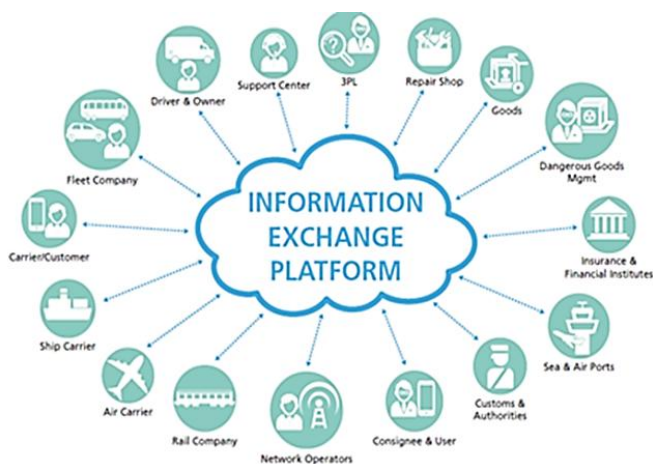 Driver & Owner
Support Center
3PL
Repair Shop
Goods
Dangerous Goods
Mgmt
Insurance &
Financial Institutes
Sea & Air Ports
Customs &
Authorities
Consignee & User
Network Operators
Rail Company
Air Carrier
Ship Carrier
Carrier/Customer
Fleet Company
INFORMATION
EXCHANGE
PLATFORM